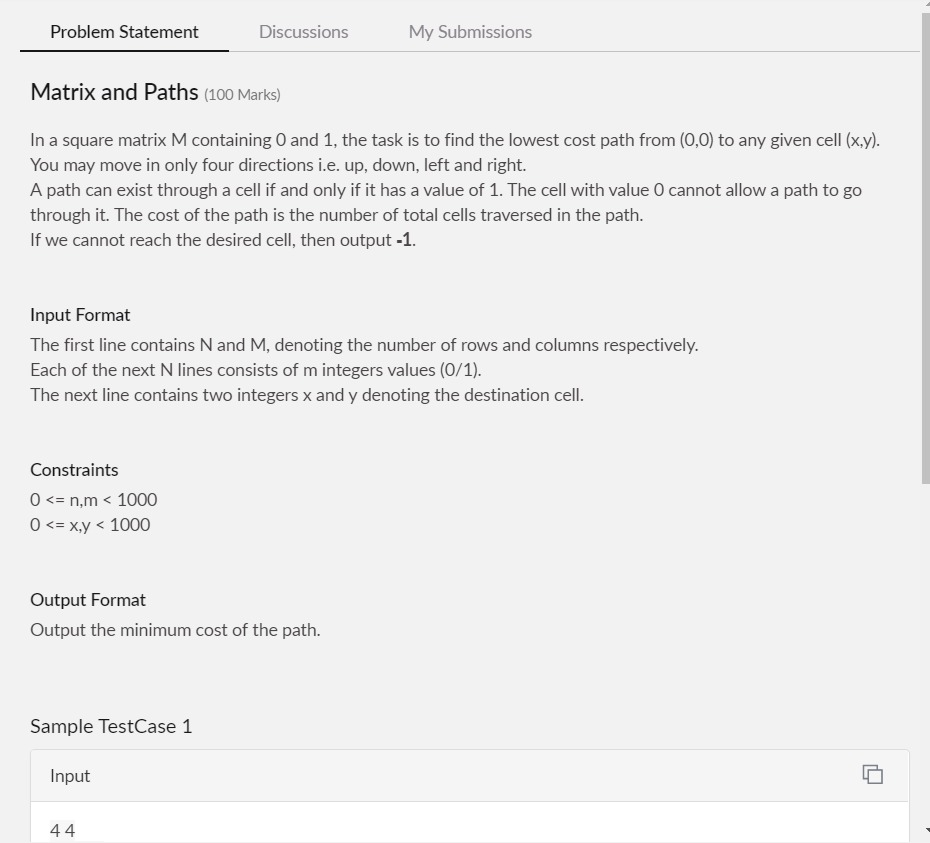 Problem Statement Discussions My Submissions
Matrix and Paths (100 Marks)
In a square matrix M containing 0 and 1, the task is to find the lowest cost path from (0,0) to any given cell (x,y).
You may move in only four directions i.e. up, down, left and right.
A path can exist through a cell if and only if it has a value of 1. The cell with value 0 cannot allow a path to go
through it. The cost of the path is the number of total cells traversed in the path.
If we cannot reach the desired cell, then output -1.
Input Format
The first line contains N and M, denoting the number of rows and columns respectively.
Each of the next N lines consists of m integers values (0/1).
The next line contains two integers x and y denoting the destination cell.
Constraints
0 <= n,m < 1000
0 <= x,y < 1000
Output Format
Output the minimum cost of the path.
Sample TestCase 1
Input
4 4